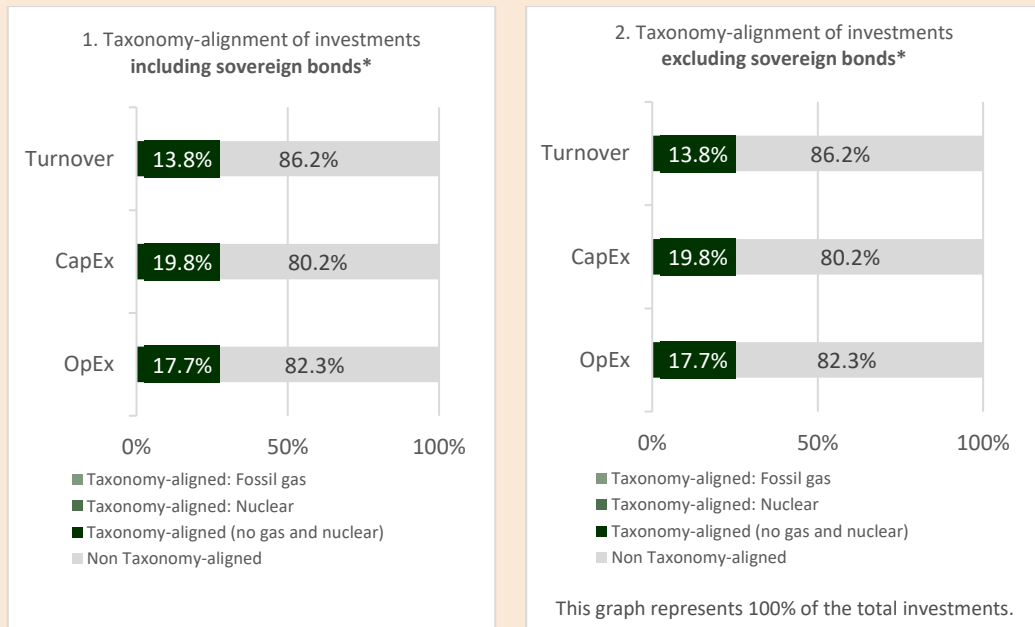 1. Taxonomy-alignment of investments
including sovereign bonds*
Turnover
13.8%
86.2%
CapEx
19.8%
80.2%
OpEx
17.7%
82.3%
0%
50%
100%
Taxonomy-aligned: Fossil gas
Taxonomy-aligned: Nuclear
Taxonomy-aligned (no gas and nuclear)
Non Taxonomy-aligned
2. Taxonomy-alignment of investments
excluding sovereign bonds*
Turnover
13.8%
86.2%
CapEx
19.8%
80.2%
OpEx
17.7%
82.3%
0%
50%
100%
Taxonomy-aligned: Fossil gas
Taxonomy-aligned: Nuclear
Taxonomy-aligned (no gas and nuclear)
Non Taxonomy-aligned
This graph represents 100% of the total investments.